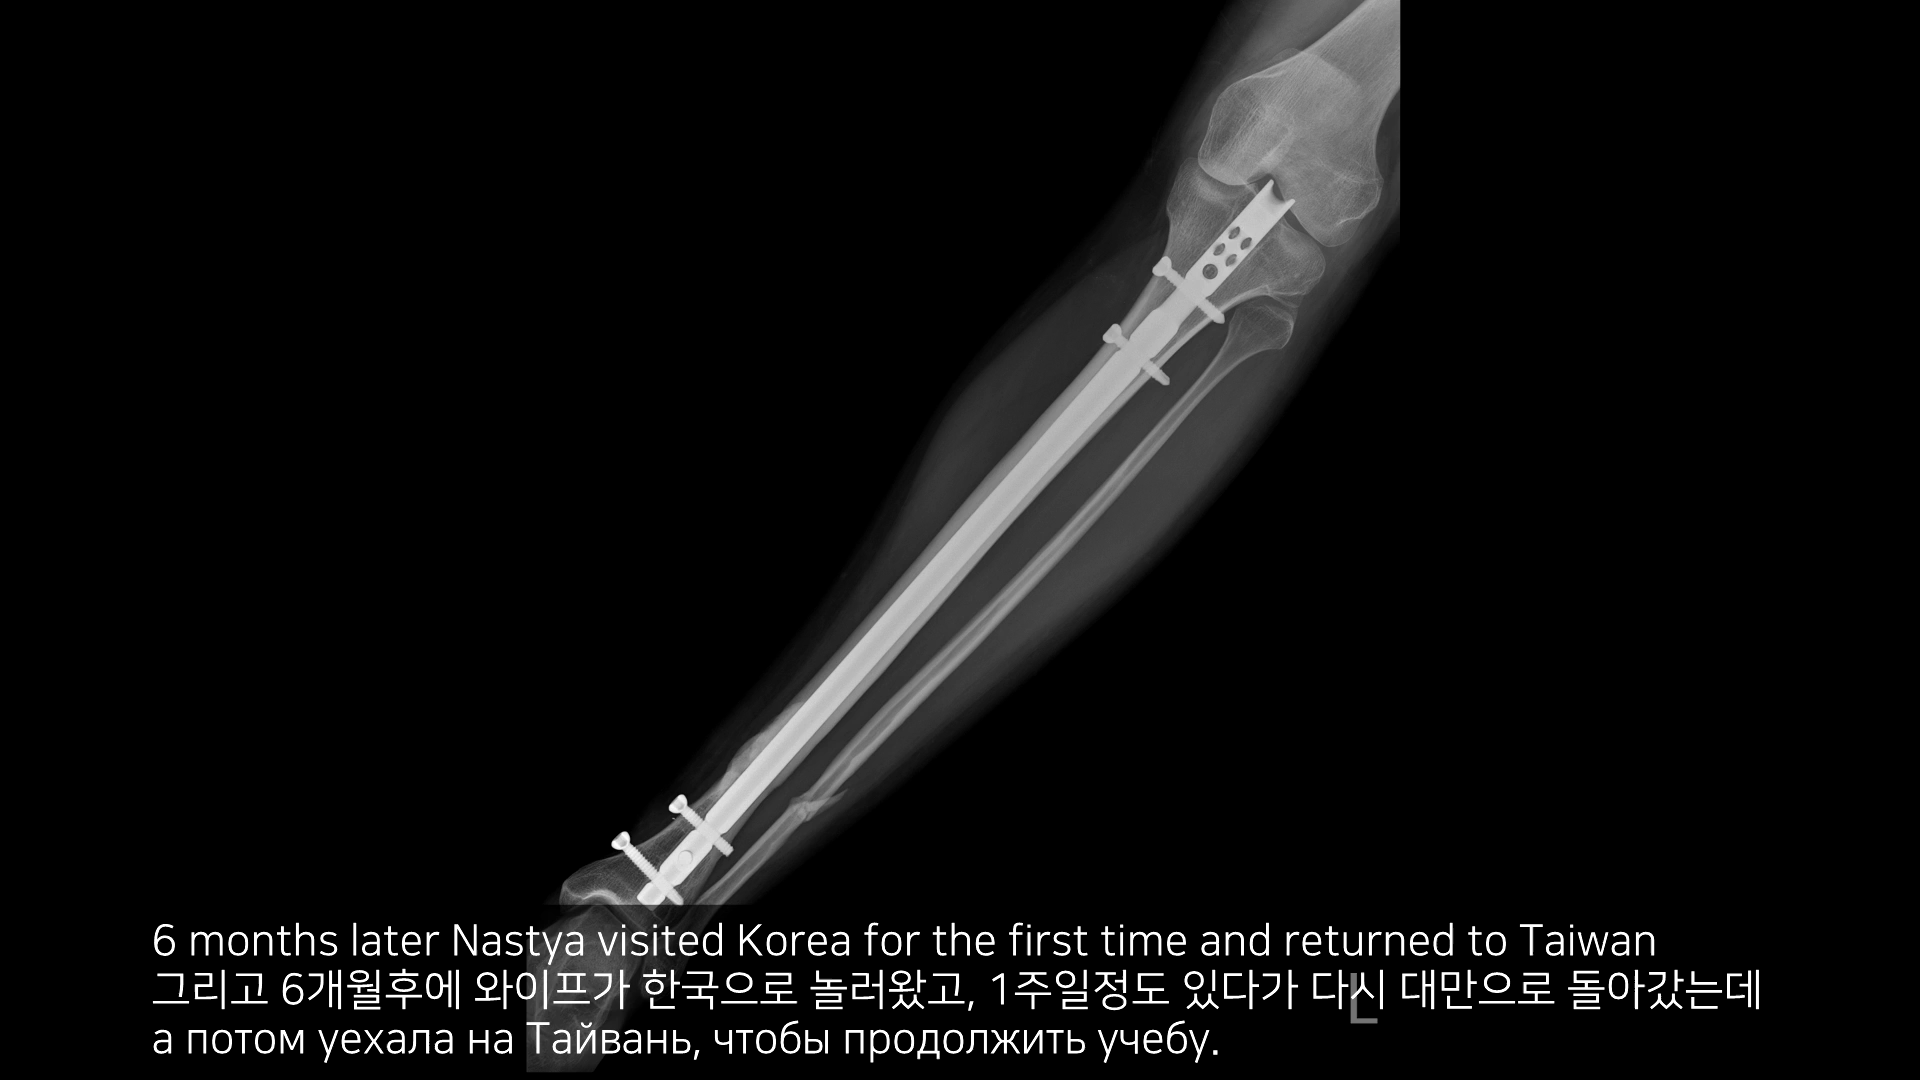 6 months later Nastya visited Korea for the first time and returned to Taiwan
그리고 6개월후에 와이프가 한국으로 놀러왔고, 1주일정도 있다가 다시 대만으로 돌아갔는데
а потом уехала на Тайвань, чтобы продолжить учебу.
L